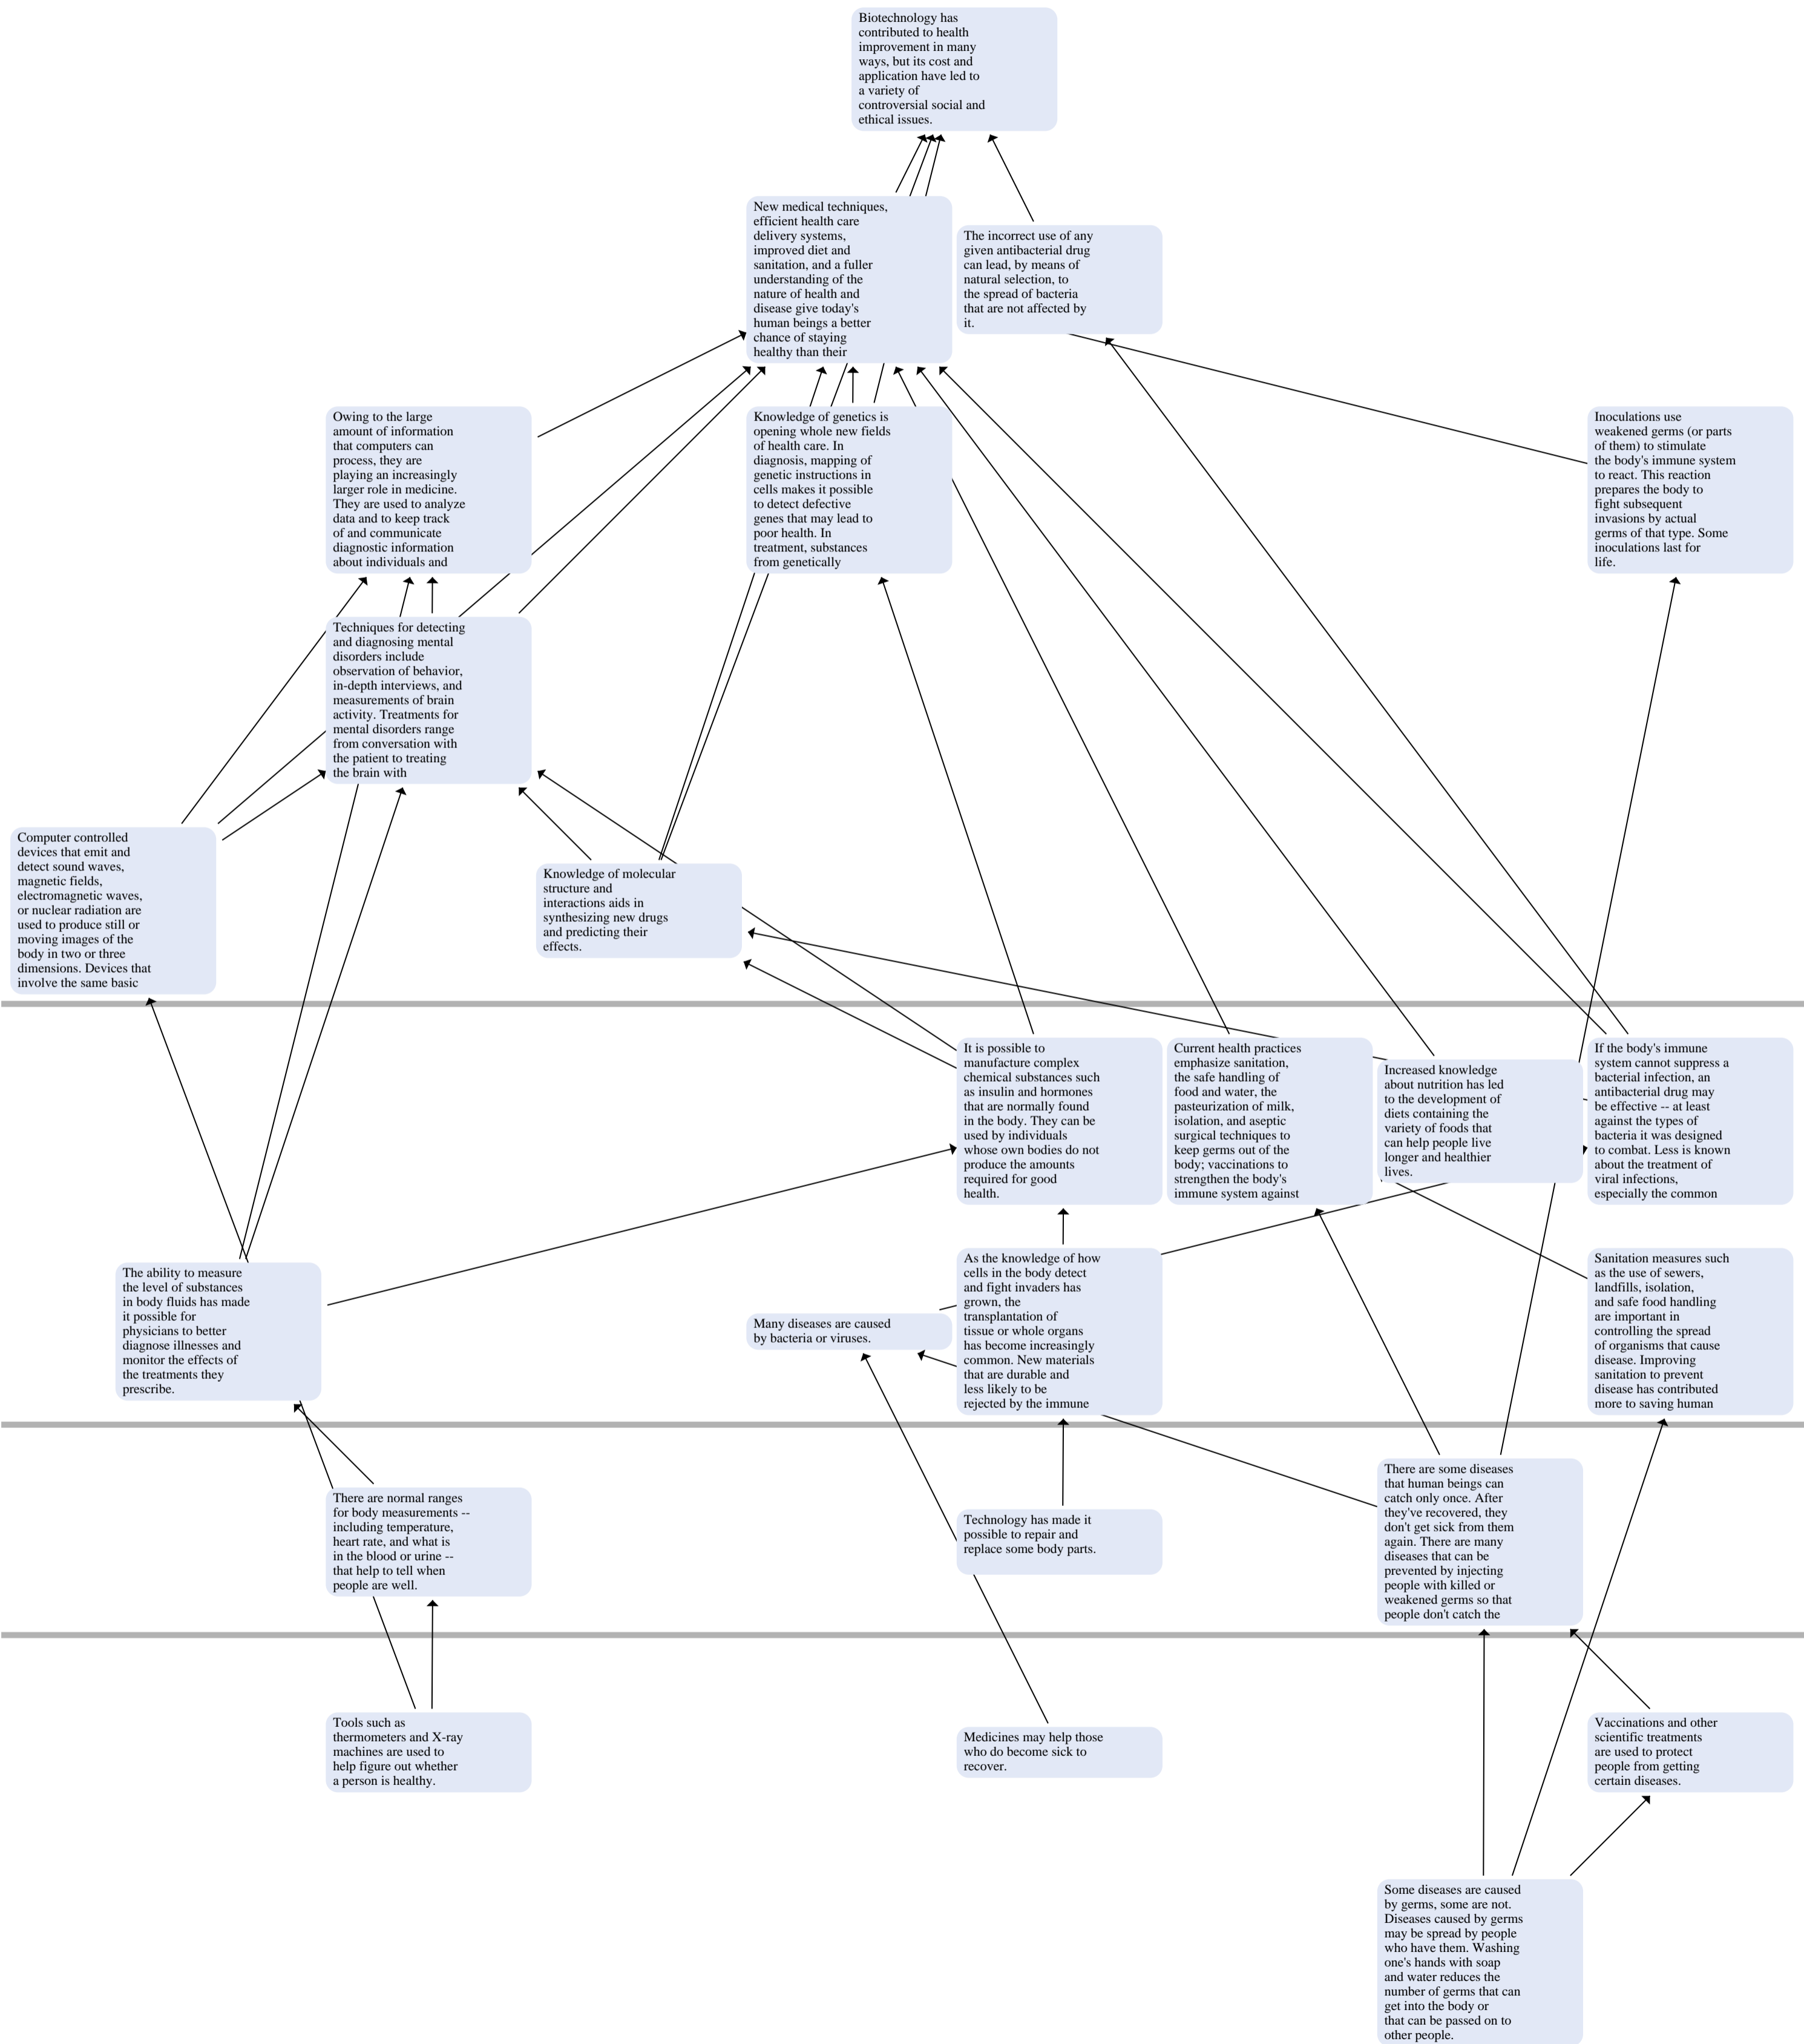 Biotechnology has
contributed to health
improvement in many
ways, but its cost and
application have led to
a variety of
controversial social and
ethical issues.
New medical techniques,
efficient health care
delivery systems,
improved diet and
sanitation, and a fuller
understanding of the
nature of health and
disease give today's
human beings a better
chance of staying
healthy than their
The incorrect use of any
given antibacterial drug
can lead, by means of
natural selection, to
the spread of bacteria
that are not affected by
it.
Owing to the large
amount of information
that computers can
process, they are
playing an increasingly
larger role in medicine.
They are used to analyze
data and to keep track
of and communicate
diagnostic information
about individuals and
Knowledge of genetics is
opening whole new fields
of health care. In
diagnosis, mapping of
genetic instructions in
cells makes it possible
to detect defective
genes that may lead to
poor health. In
treatment, substances
from genetically
Inoculations use
weakened germs (or parts
of them) to stimulate
the body's immune system
to react. This reaction
prepares the body to
fight subsequent
invasions by actual
germs of that type. Some
inoculations last for
life.
Techniques for detecting
and diagnosing mental
disorders include
observation of behavior,
in-depth interviews, and
measurements of brain
activity. Treatments for
mental disorders range
from conversation with
the patient to treating
the brain with
Computer controlled
devices that emit and
detect sound waves,
magnetic fields,
electromagnetic waves,
or nuclear radiation are
used to produce still or
moving images of the
body in two or three
dimensions. Devices that
involve the same basic
Knowledge of molecular
structure and
interactions aids in
synthesizing new drugs
and predicting their
effects.
It is possible to
manufacture complex
chemical substances such
as insulin and hormones
that are normally found
in the body. They can be
used by individuals
whose own bodies do not
produce the amounts
required for good
health.
Current health practices
emphasize sanitation,
the safe handling of
food and water, the
pasteurization of milk,
isolation, and aseptic
surgical techniques to
keep germs out of the
body; vaccinations to
strengthen the body's
immune system against
Increased knowledge
about nutrition has led
to the development of
diets containing the
variety of foods that
can help people live
longer and healthier
lives.
If the body's immune
system cannot suppress a
bacterial infection, an
antibacterial drug may
be effective -- at least
against the types of
bacteria it was designed
to combat. Less is known
about the treatment of
viral infections,
especially the common
The ability to measure
the level of substances
in body fluids has made
it possible for
physicians to better
diagnose illnesses and
monitor the effects of
the treatments they
prescribe.
Many diseases are caused
by bacteria or viruses.
As the knowledge of how
cells in the body detect
and fight invaders has
grown, the
transplantation of
tissue or whole organs
has become increasingly
common. New materials
that are durable and
less likely to be
rejected by the immune
Sanitation measures such
as the use of sewers,
landfills, isolation,
and safe food handling
are important in
controlling the spread
of organisms that cause
disease. Improving
sanitation to prevent
disease has contributed
more to saving human
There are normal ranges
for body measurements --
including temperature,
heart rate, and what is
in the blood or urine --
that help to tell when
people are well.
Technology has made it
possible to repair and
replace some body parts.
There are some diseases
that human beings can
catch only once. After
they've recovered, they
don't get sick from them
again. There are many
diseases that can be
prevented by injecting
people with killed or
weakened germs so that
people don't catch the
Tools such as
thermometers and X-ray
machines are used to
help figure out whether
a person is healthy.
Medicines may help those
who do become sick to
recover.
Vaccinations and other
scientific treatments
are used to protect
people from getting
certain diseases.
Some diseases are caused
by germs, some are not.
Diseases caused by germs
may be spread by people
who have them. Washing
one's hands with soap
and water reduces the
number of germs that can
get into the body or
that can be passed on to
other people.